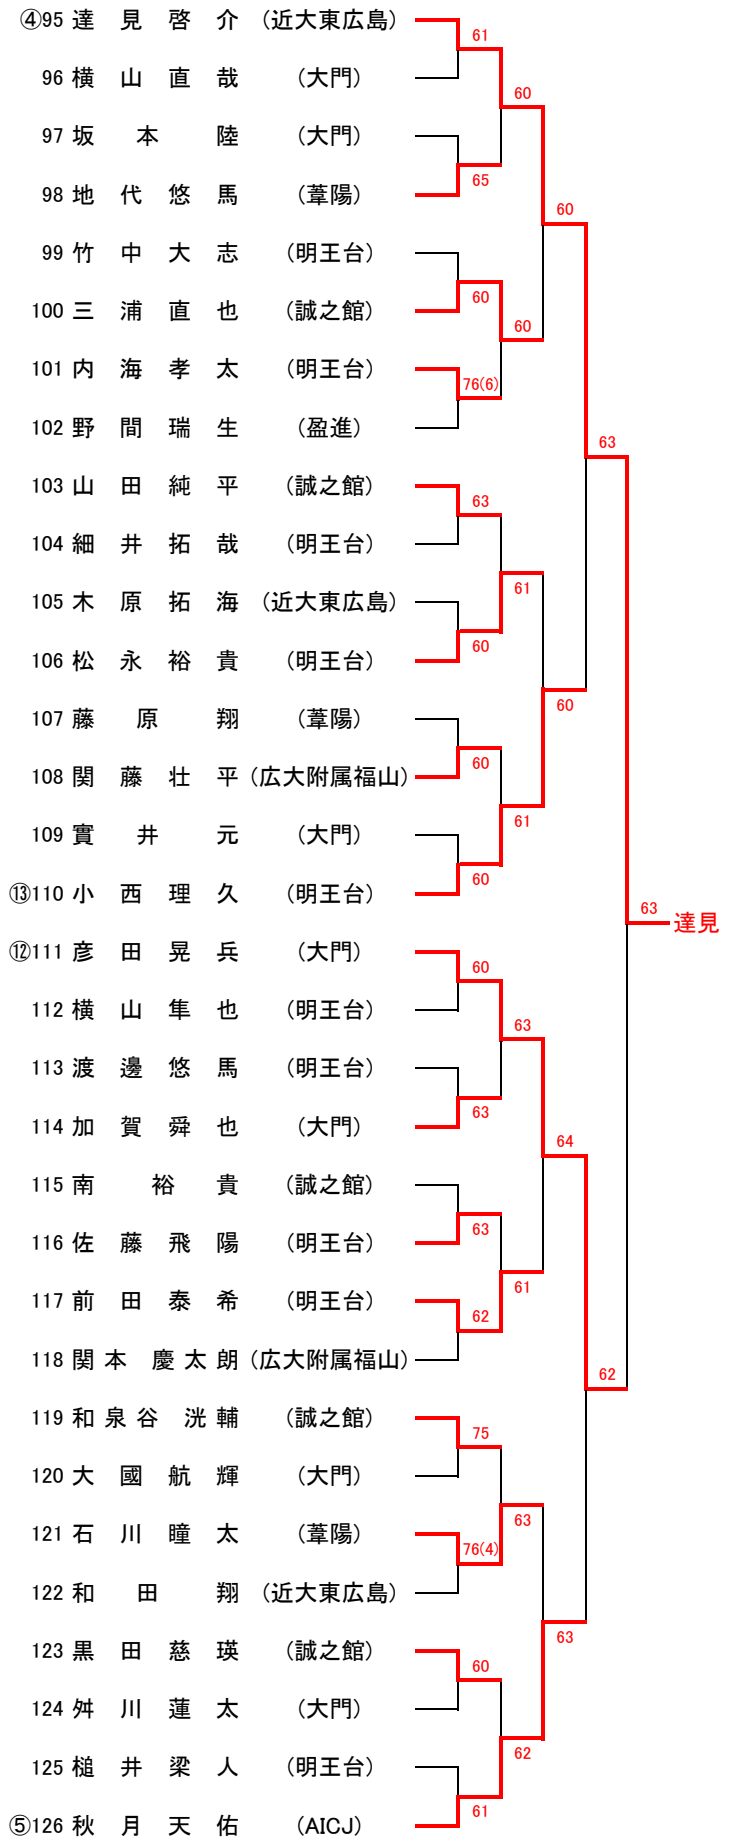 ④95 達見啓介 (近大東広島)
61
96 横山直哉 (大門)
60
97 坂本陸 (大門)
65
98 地代悠馬 (葦陽)
60
99 竹中大志 (明王台)
60
100 三浦直也 (誠之館)
60
101 内海孝太 (明王台)
76(6)
102 野間瑞生 (盈進)
63
103 山田純平 (誠之館)
63
104 細井拓哉 (明王台)
61
105 木原拓海 (近大東広島)
60
106 松永裕貴 (明王台)
60
107 藤原翔 (葦陽)
60
108 関藤壮平 (広大附属福山)
61
109 實井元 (大門)
60
⑬110 小西理久 (明王台)
63 達見
⑫111 彦田晃兵 (大門)
60
112 横山隼也 (明王台)
63
113 渡邊悠馬 (明王台)
63
114 加賀舜也 (大門)
64
115 南裕貴 (誠之館)
63
116 佐藤飛陽 (明王台)
61
117 前田泰希 (明王台)
62
118 関本慶太朗 (広大附属福山)
62
119 和泉谷洸輔 (誠之館)
75
120 大國航輝 (大門)
63
121 石川瞳太 (葦陽)
76(4)
122 和田翔 (近大東広島)
63
123 黒田慈瑛 (誠之館)
60
124 舛川蓮太 (大門)
62
125 槌井梁人 (明王台)
61
⑤126 秋月天佑 (AICJ)